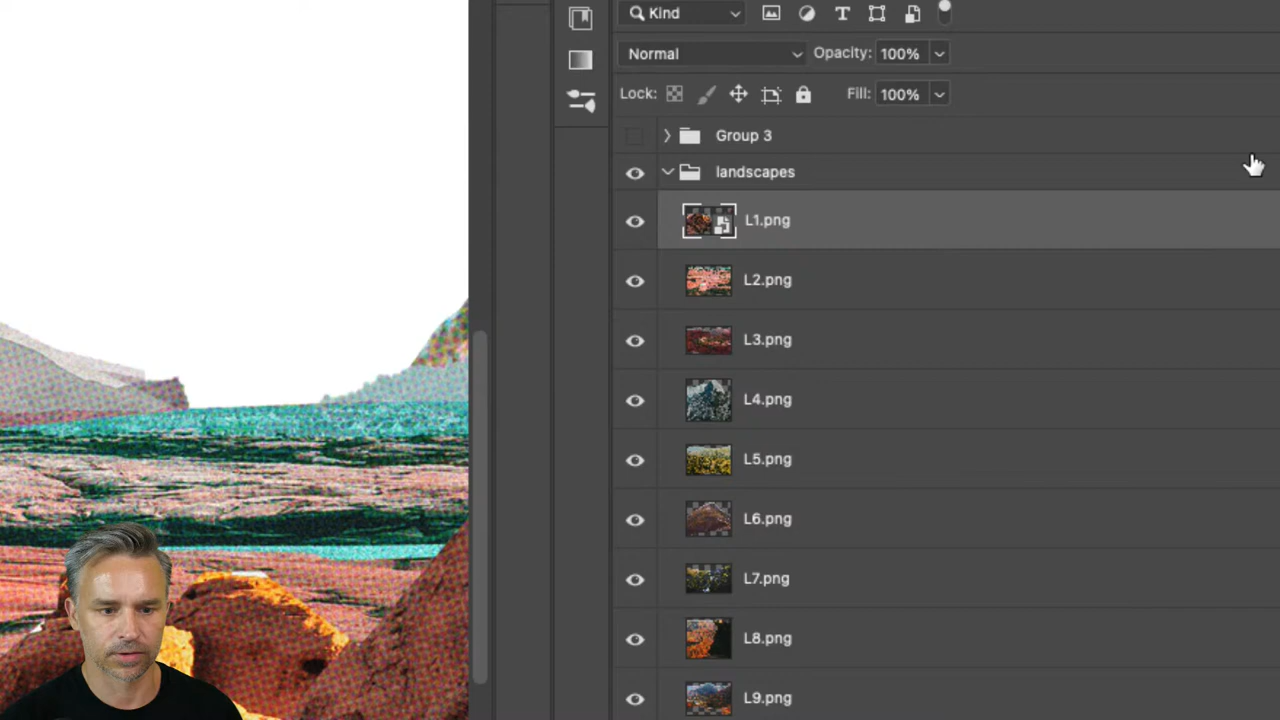 Kind
Normal
Opacity: 100%
Lock:
Fill: 100%
Group 3
landscapes
L1.png
L2.png
L3.png
L4.png
L5.png
L6.png
L7.png
L8.png
L9.png